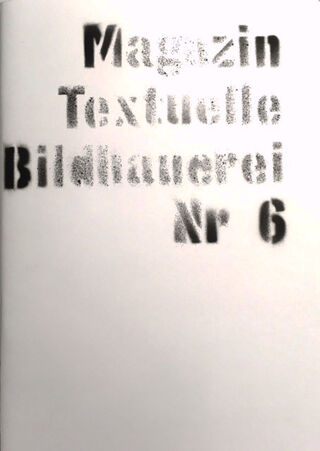 Magazin
Textuelle
Bildhauerei
Nr 6